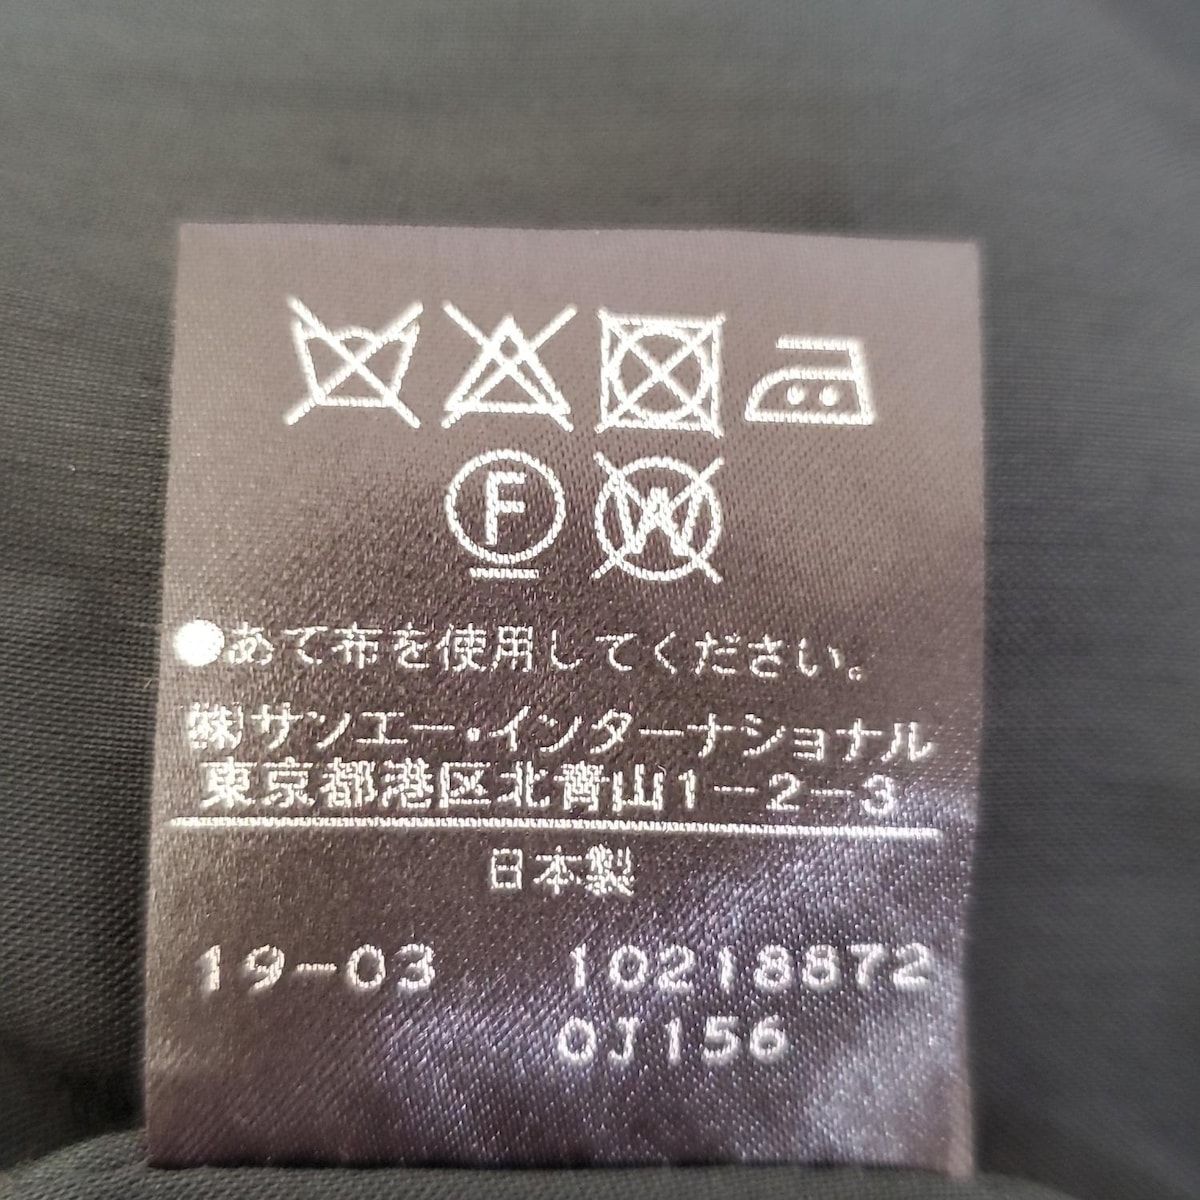 F
W
●あて布を使用してください。
㈱サンエー・インターナショナル
東京都港区北青山1-2-3
日本製
19-03 10218872
0J156